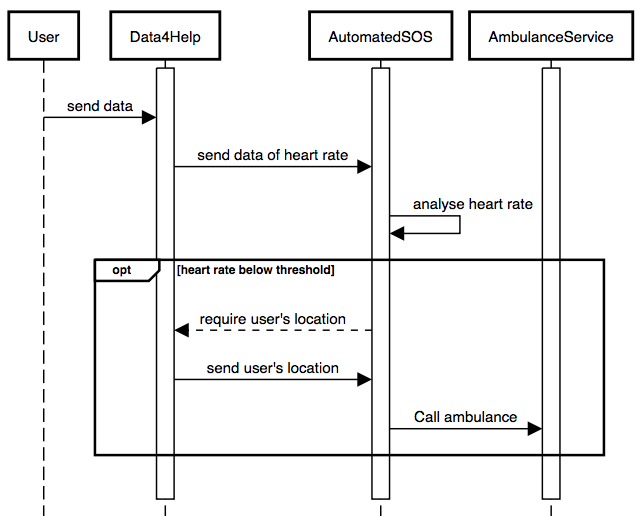 User
Data4Help
AutomatedSOS
AmbulanceService
send data
send data of heart rate
analyse heart rate
opt
[heart rate below threshold]
require user's location
send user's location
Call ambulance